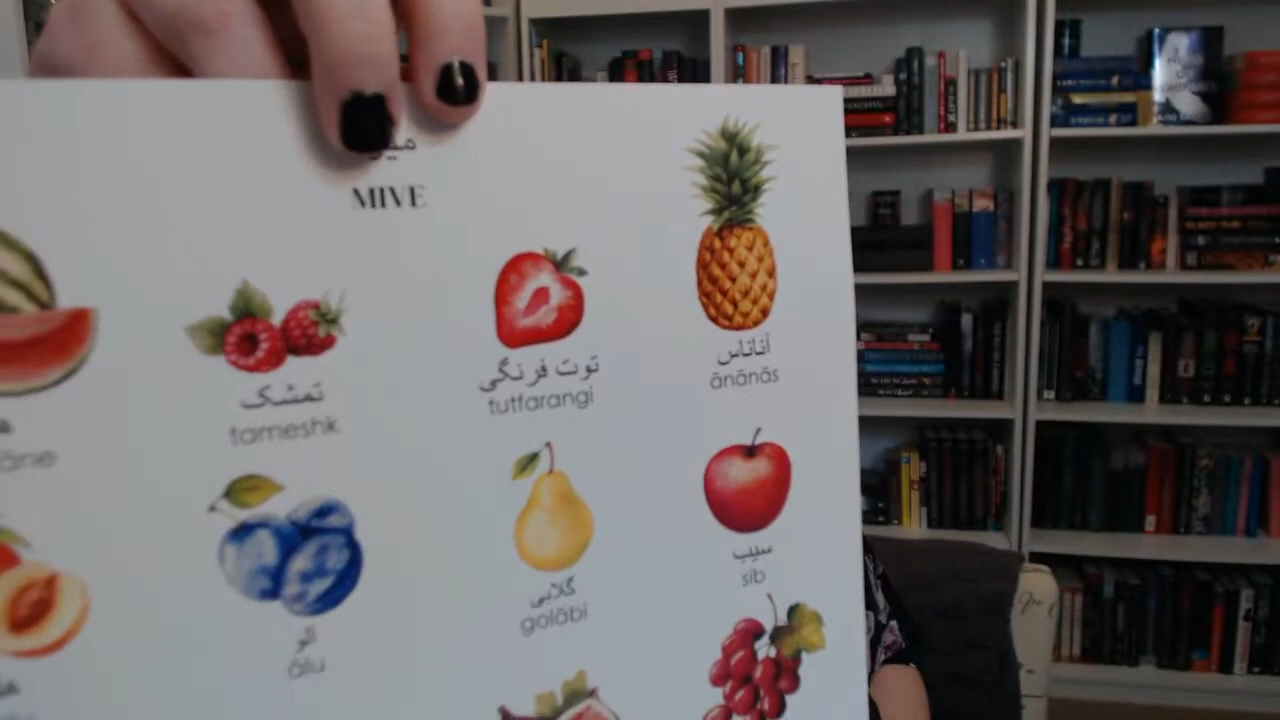 MIVE
آناناس
ānānās
توت فرنگی
tutfarangi
تمشک
tameshk
سیب
sib
گلابی
golābi
آلو
ālu